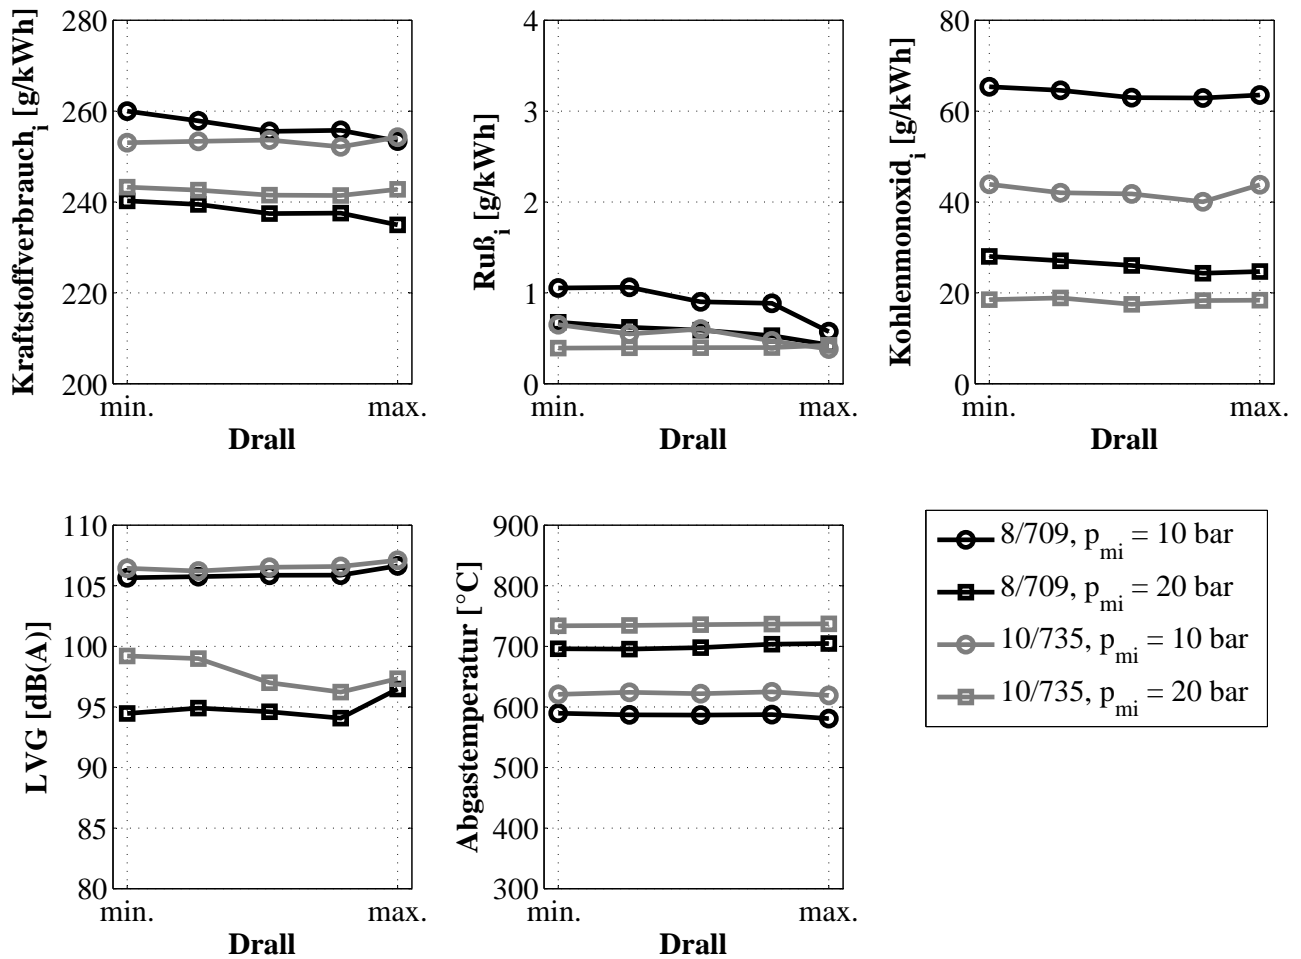 Kraftstoffverbrauch_i [g/kWh]
280
260
240
220
200
min. max.
Drall
Ruß_i [g/kWh]
4
3
2
1
0
min. max.
Drall
Kohlenmonoxid_i [g/kWh]
80
60
40
20
0
min. max.
Drall
LVG [dB(A)]
110
105
100
95
90
85
80
min. max.
Drall
Abgastemperatur [°C]
900
800
700
600
500
400
300
min. max.
Drall
8/709, p_mi = 10 bar
8/709, p_mi = 20 bar
10/735, p_mi = 10 bar
10/735, p_mi = 20 bar